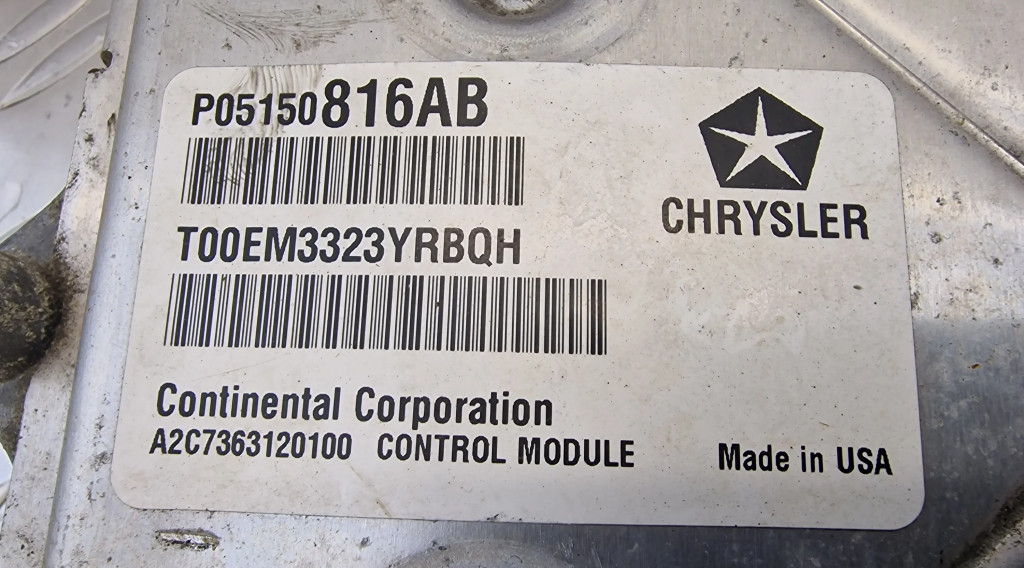 P05150816AB
CHRYSLER
T00EM3323YRBQH
Continental Corporation
A2C7363120100 CONTROL MODULE
Made in USA